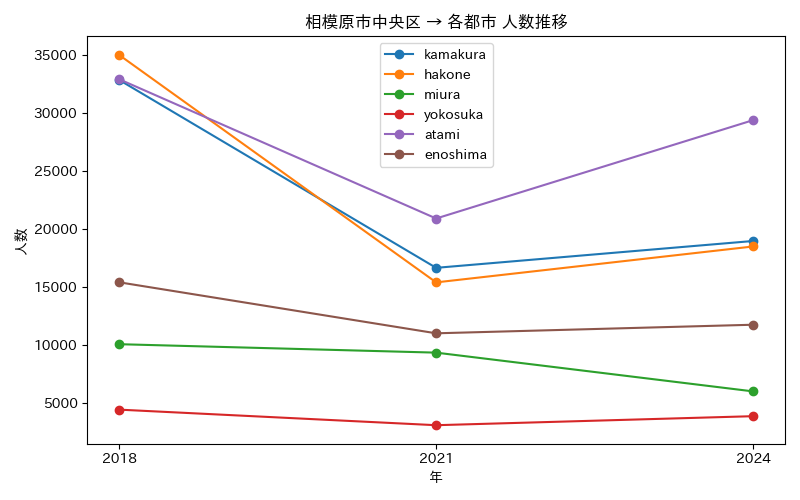 相模原市中央区 → 各都市 人数推移
kamakura
hakone
miura
yokosuka
atami
enoshima
35000
30000
25000
20000
15000
10000
5000
人数
2018
2021
2024
年